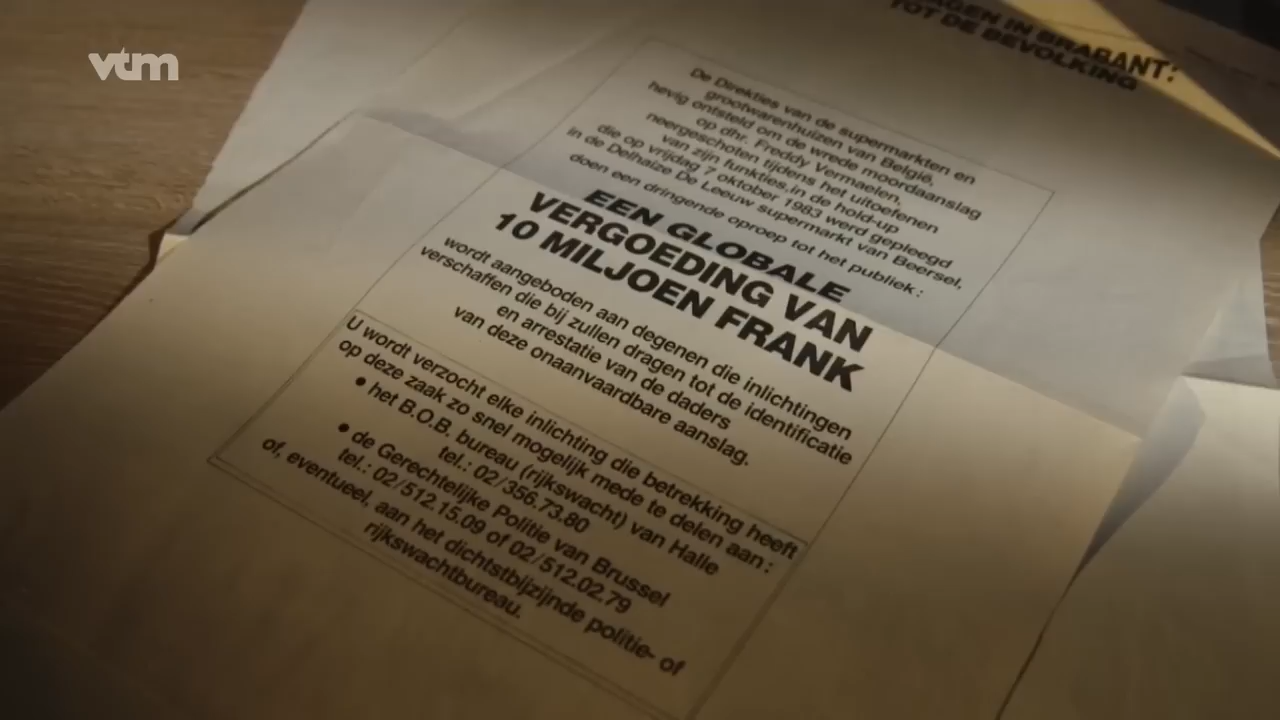 vtm
IN BRABANT:
TOT DE BEVOLKING
De Direkties van de supermarkten en
grootwarenhuizen van België,
hevig ontsteld om de wrede moordaanslag
op dhr. Freddy Vermaelen,
neergeschoten tijdens het uitoefenen
van zijn funkties,in de hold-up
die op vrijdag 7 oktober 1983 werd gepleegd
in de Delhaize De Leeuw supermarkt van Beersel,
doen een dringende oproep tot het publiek :
EEN GLOBALE
VERGOEDING VAN
10 MILJOEN FRANK
wordt aangeboden aan degenen die inlichtingen
verschaffen die bij zullen dragen tot de identificatie
en arrestatie van de daders
van deze onaanvaardbare aanslag.
U wordt verzocht elke inlichting die betrekking heeft
op deze zaak zo snel mogelijk mede te delen aan :
• het B.O.B. bureau (rijkswacht) van Halle
tel.: 02/356.73.80
• de Gerechtelijke Politie van Brussel
tel.: 02/512.15.09 of 02/512.02.79
of, eventueel, aan het dichtstbijzijnde politie- of
rijkswachtbureau.